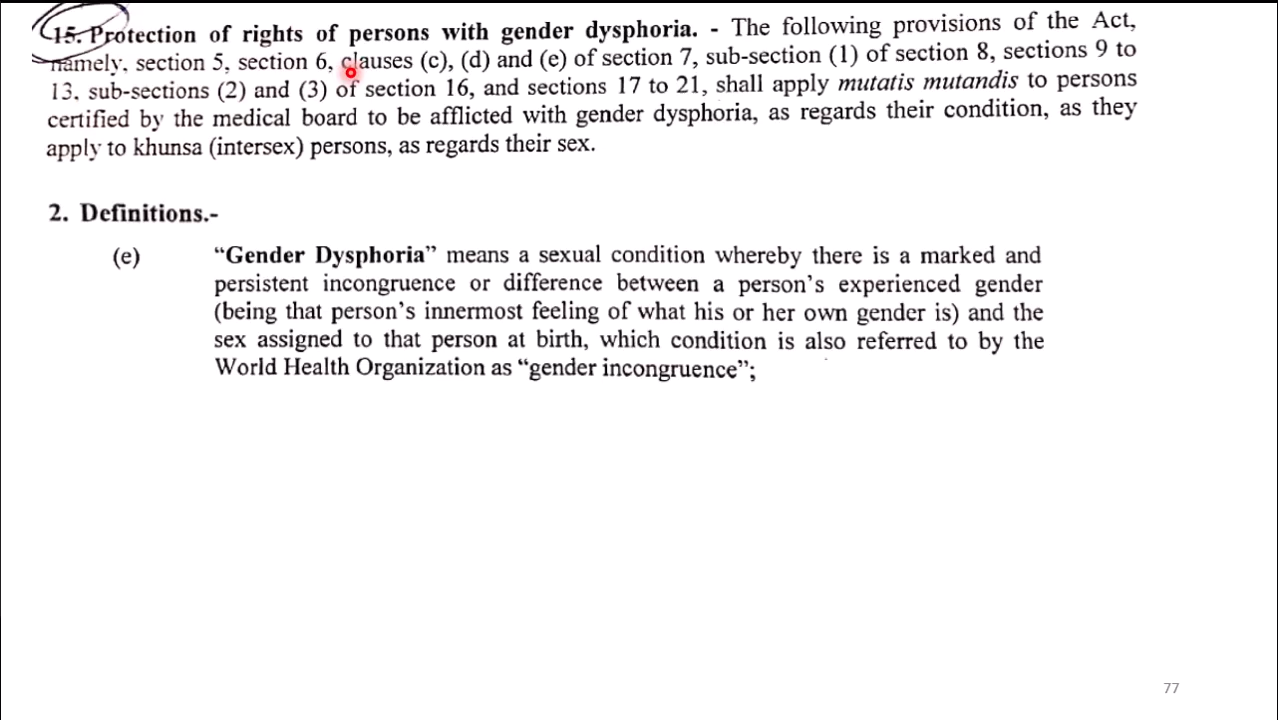 15. Protection of rights of persons with gender dysphoria. - The following provisions of the Act,
namely, section 5, section 6, clauses (c), (d) and (e) of section 7, sub-section (1) of section 8, sections 9 to
13, sub-sections (2) and (3) of section 16, and sections 17 to 21, shall apply mutatis mutandis to persons
certified by the medical board to be afflicted with gender dysphoria, as regards their condition, as they
apply to khunsa (intersex) persons, as regards their sex.
2. Definitions.-
(e) “Gender Dysphoria” means a sexual condition whereby there is a marked and
persistent incongruence or difference between a person’s experienced gender
(being that person’s innermost feeling of what his or her own gender is) and the
sex assigned to that person at birth, which condition is also referred to by the
World Health Organization as “gender incongruence”;
77